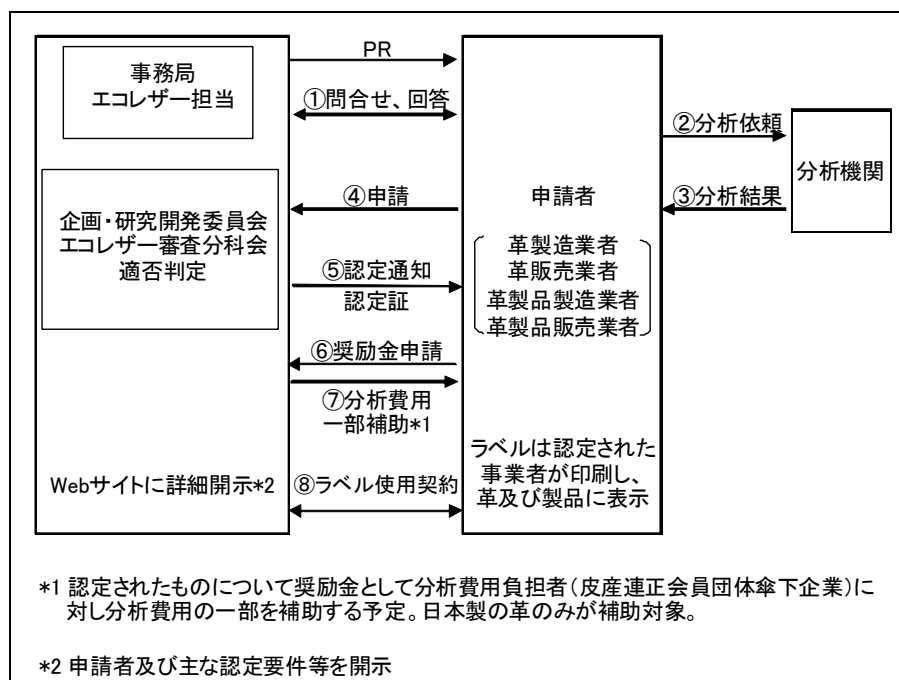 事務局
エコレザー担当
企画・研究開発委員会
エコレザー審査分科会
適否判定
Webサイトに詳細開示*2
PR
①問合せ、回答
④申請
⑤認定通知
認定証
⑥奨励金申請
⑦分析費用
一部補助*1
⑧ラベル使用契約
申請者
革製造業者
革販売業者
革製品製造業者
革製品販売業者
ラベルは認定された
事業者が印刷し、
革及び製品に表示
②分析依頼
③分析結果
分析機関
*1 認定されたものについて奨励金として分析費用負担者(皮産連正会員団体傘下企業)に
対し分析費用の一部を補助する予定。日本製の革のみが補助対象。
*2 申請者及び主な認定要件等を開示